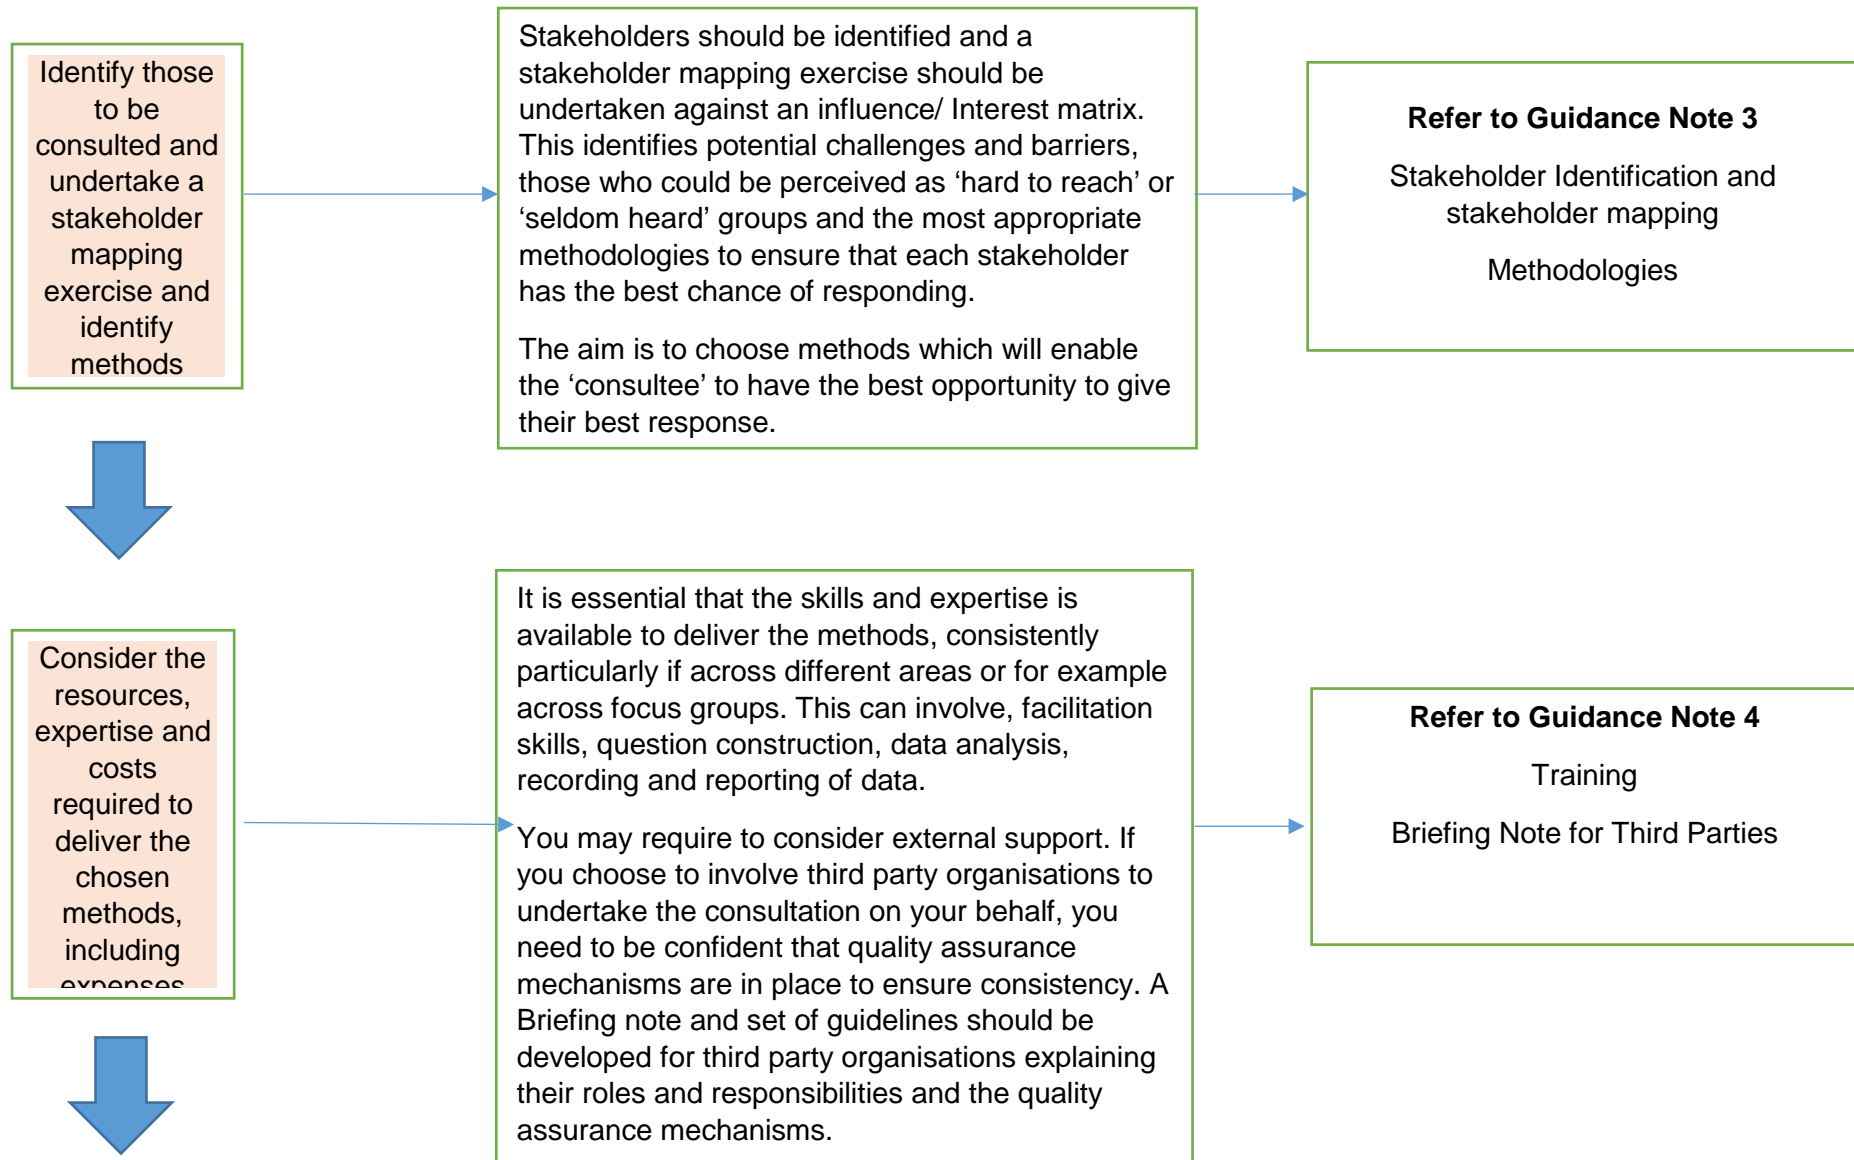 Identify those
to be
consulted and
undertake a
stakeholder
mapping
exercise and
identify
methods
Stakeholders should be identified and a
stakeholder mapping exercise should be
undertaken against an influence/ Interest matrix.
This identifies potential challenges and barriers,
those who could be perceived as ‘hard to reach’ or
‘seldom heard’ groups and the most appropriate
methodologies to ensure that each stakeholder
has the best chance of responding.
The aim is to choose methods which will enable
the ‘consultee’ to have the best opportunity to give
their best response.
Refer to Guidance Note 3
Stakeholder Identification and
stakeholder mapping
Methodologies
Consider the
resources,
expertise and
costs
required to
deliver the
chosen
methods,
including
expenses
It is essential that the skills and expertise is
available to deliver the methods, consistently
particularly if across different areas or for example
across focus groups. This can involve, facilitation
skills, question construction, data analysis,
recording and reporting of data.
You may require to consider external support. If
you choose to involve third party organisations to
undertake the consultation on your behalf, you
need to be confident that quality assurance
mechanisms are in place to ensure consistency. A
Briefing note and set of guidelines should be
developed for third party organisations explaining
their roles and responsibilities and the quality
assurance mechanisms.
Refer to Guidance Note 4
Training
Briefing Note for Third Parties